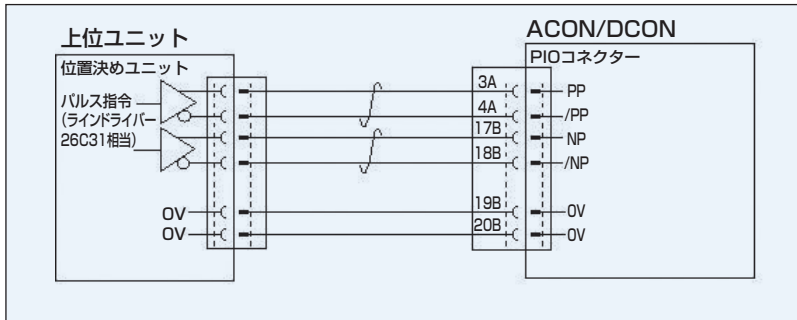 上位ユニット
位置決めユニット
パルス指令
(ラインドライバー
26C31相当)
0V
0V
ACON/DCON
PIOコネクター
3A
PP
4A
/PP
17B
NP
18B
/NP
19B
0V
20B
0V